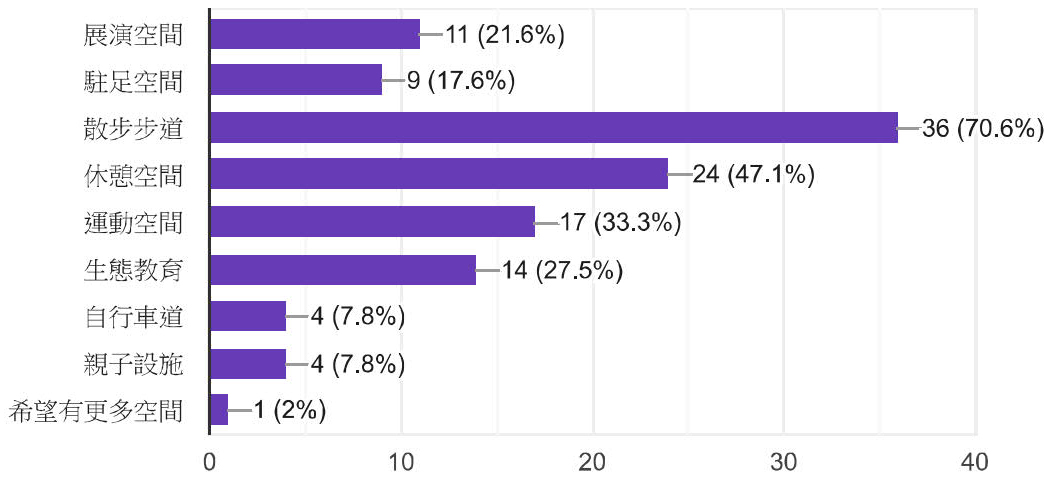 展演空間 11 (21.6%)
駐足空間 9 (17.6%)
散步步道 36 (70.6%)
休憩空間 24 (47.1%)
運動空間 17 (33.3%)
生態教育 14 (27.5%)
自行車道 4 (7.8%)
親子設施 4 (7.8%)
希望有更多空間 1 (2%)
0 10 20 30 40